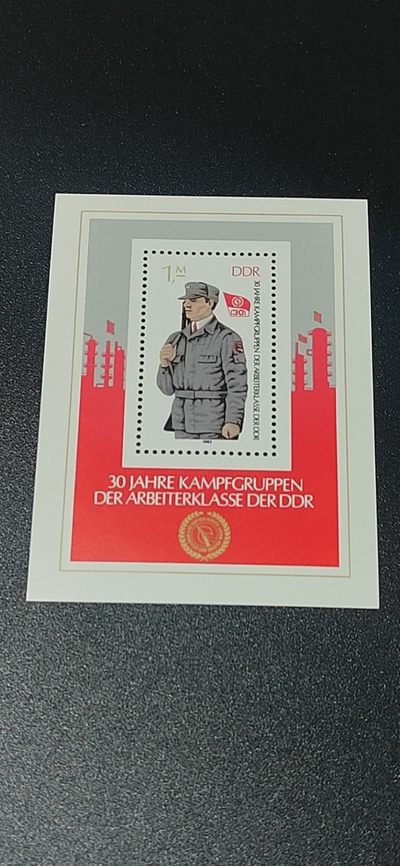 1,M
DDR
30
30 JAHRE KAMPFGRUPPEN DER ARBEITERKLASSE DER DDR
1983
30 JAHRE KAMPFGRUPPEN
DER ARBEITERKLASSE DER DDR